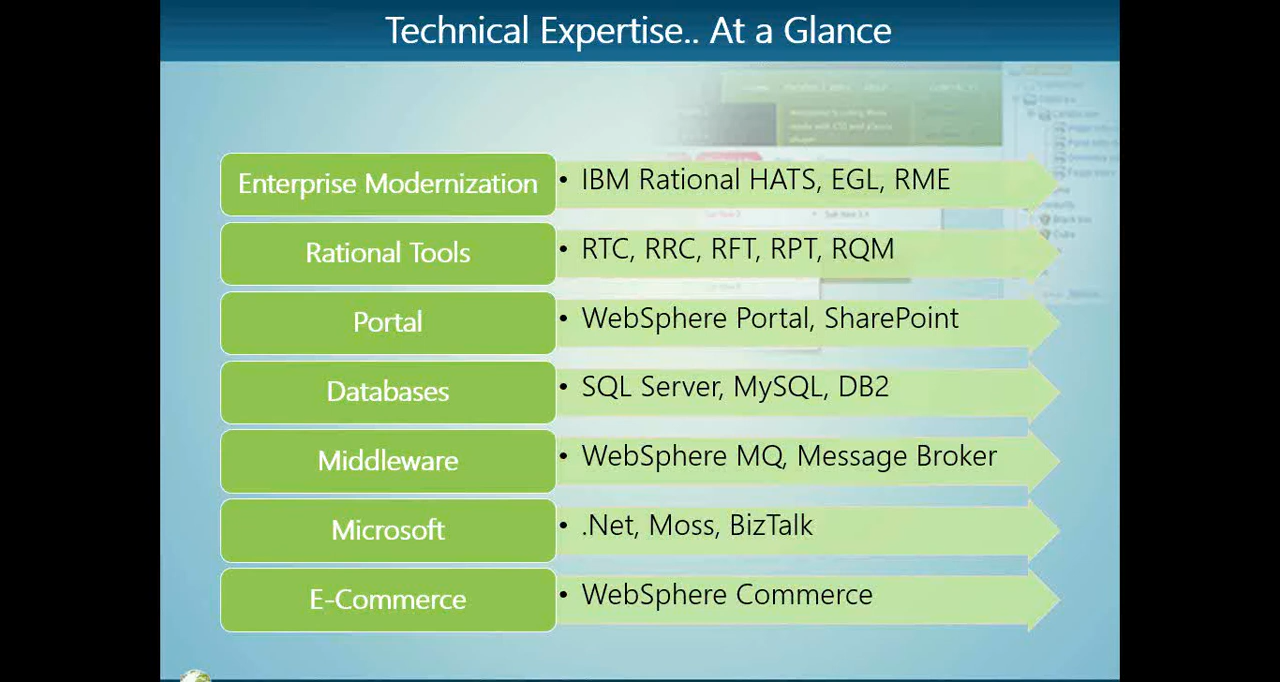 Technical Expertise.. At a Glance
Enterprise Modernization
• IBM Rational HATS, EGL, RME
Rational Tools
• RTC, RRC, RFT, RPT, RQM
Portal
• WebSphere Portal, SharePoint
Databases
• SQL Server, MySQL, DB2
Middleware
• WebSphere MQ, Message Broker
Microsoft
• .Net, Moss, BizTalk
E-Commerce
• WebSphere Commerce